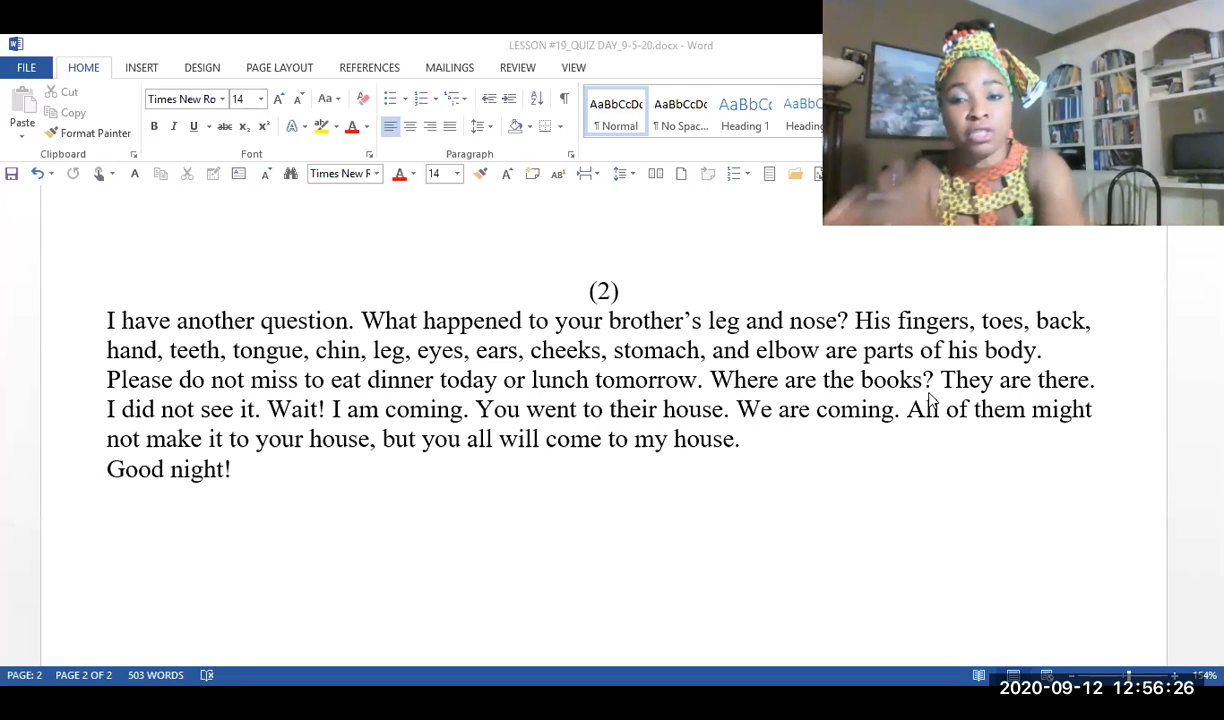 LESSON #19_QUIZ DAY_9-5-20.docx - Word
FILE HOME INSERT DESIGN PAGE LAYOUT REFERENCES MAILINGS REVIEW VIEW
Cut
Copy
Paste
Format Painter
Times New Ro 14
AaBbCcDc AaBbCcDc AaBbCc AaBbCc
¶ Normal ¶ No Spac... Heading 1 Heading
Clipboard Font Paragraph
Times New R 14
(2)
I have another question. What happened to your brother’s leg and nose? His fingers, toes, back,
hand, teeth, tongue, chin, leg, eyes, ears, cheeks, stomach, and elbow are parts of his body.
Please do not miss to eat dinner today or lunch tomorrow. Where are the books? They are there.
I did not see it. Wait! I am coming. You went to their house. We are coming. All of them might
not make it to your house, but you all will come to my house.
Good night!
PAGE: 2 PAGE 2 OF 2 503 WORDS 154%
2020-09-12 12:56:26